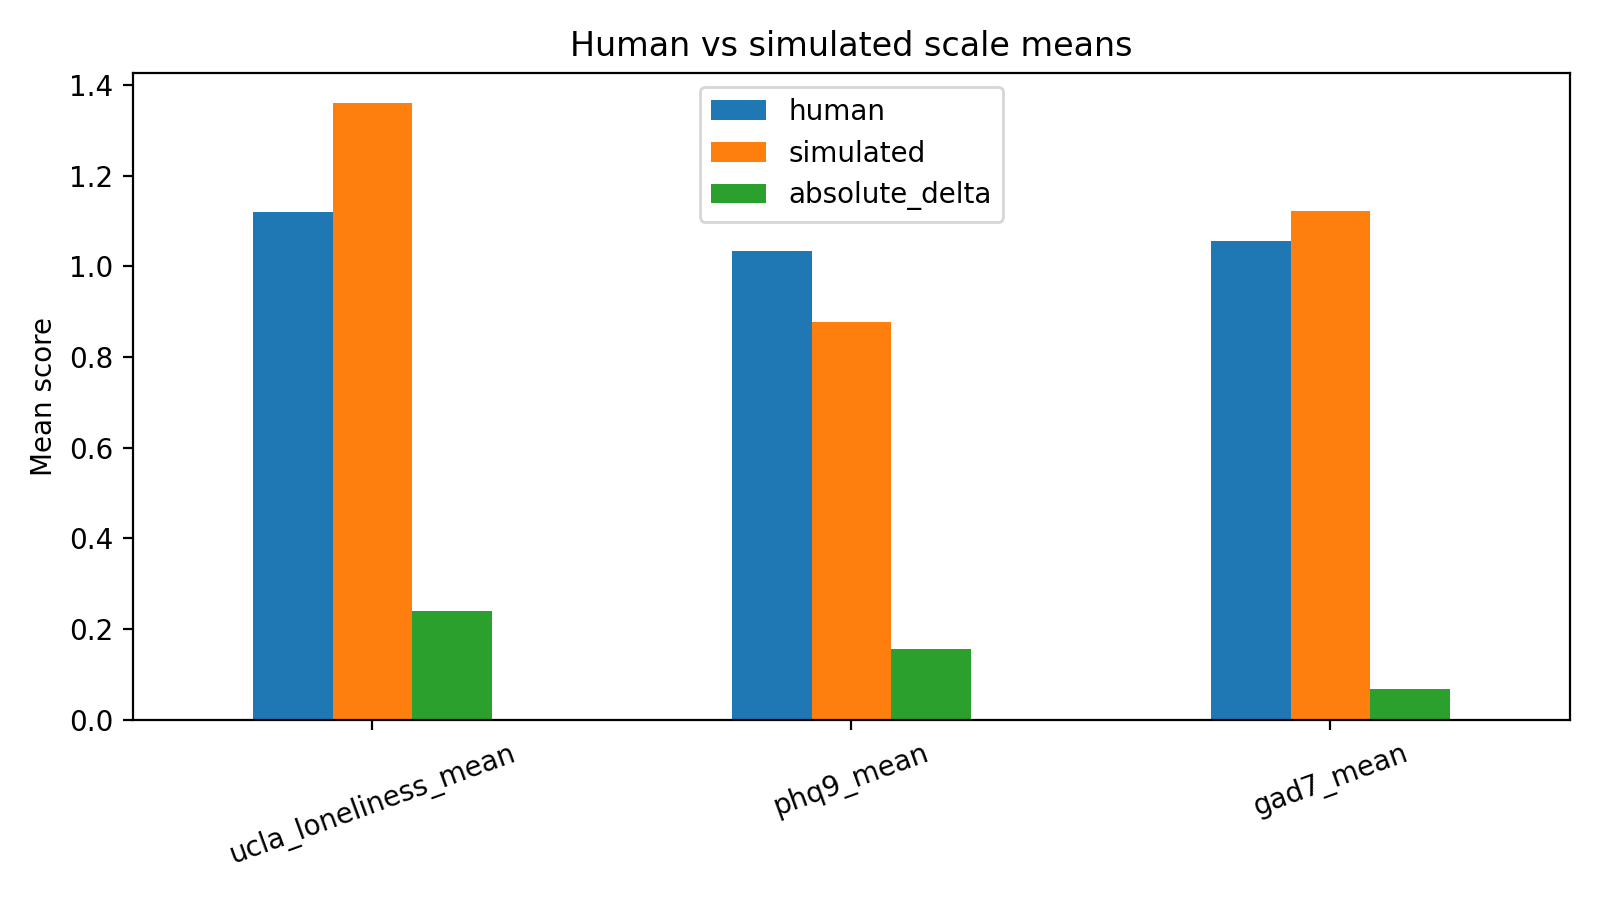 Human vs simulated scale means
human
simulated
absolute_delta
Mean score
1.4
1.2
1.0
0.8
0.6
0.4
0.2
0.0
ucla_loneliness_mean
phq9_mean
gad7_mean